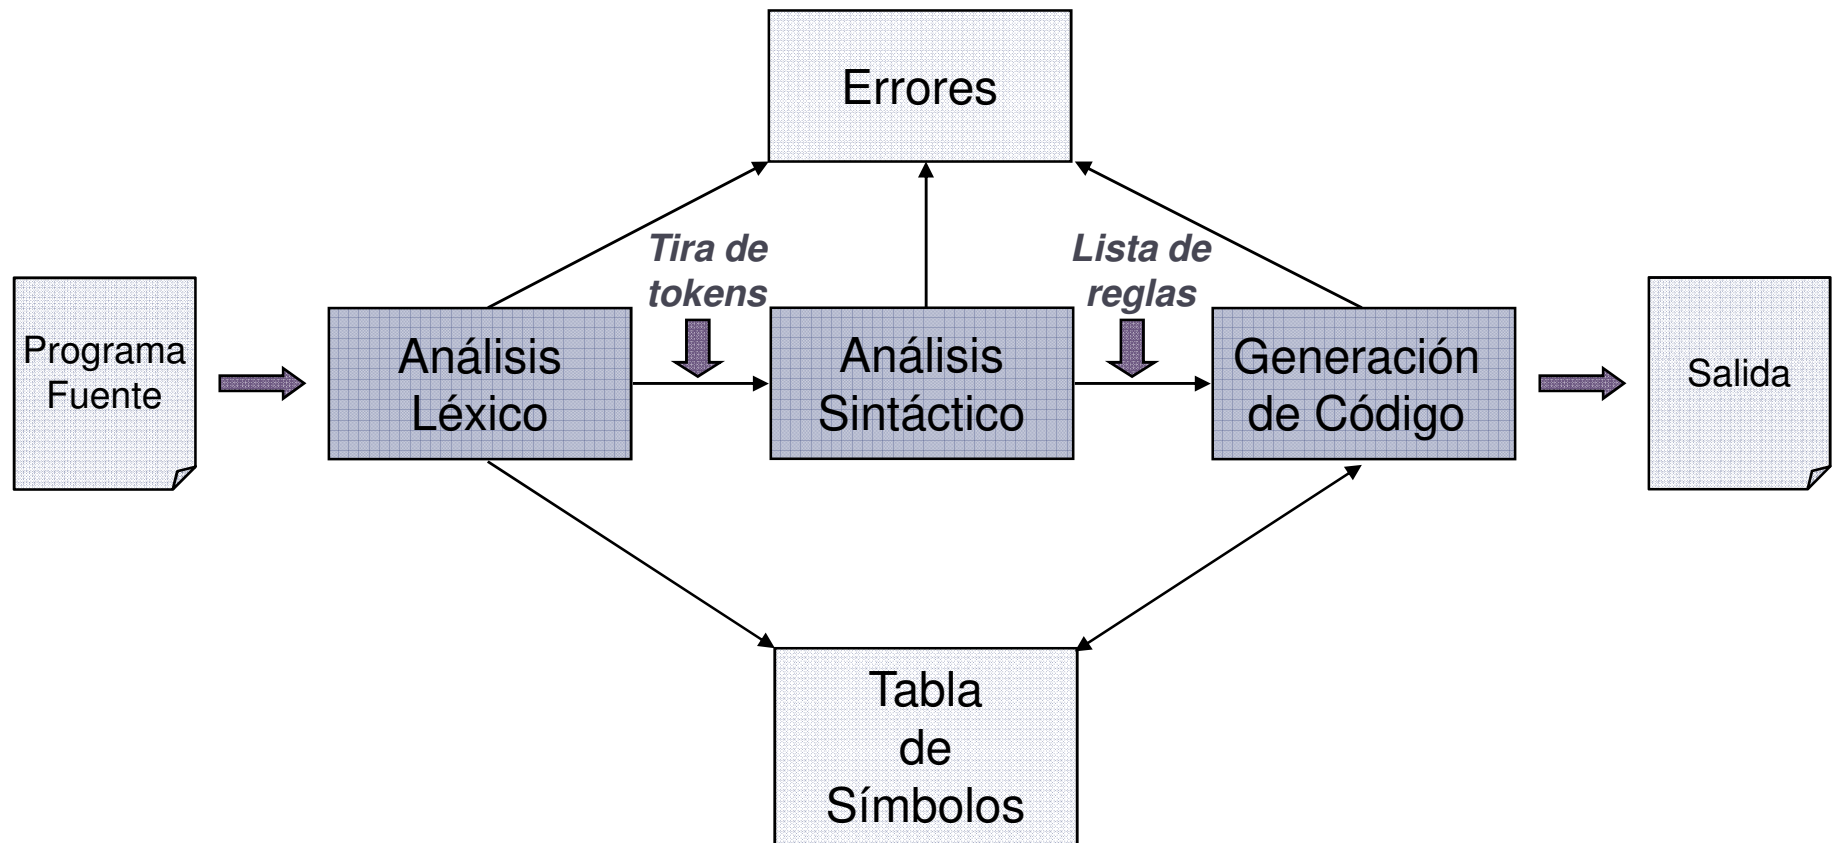 Errores
Tira de
tokens
Lista de
reglas
Programa
Fuente
Análisis
Léxico
Análisis
Sintáctico
Generación
de Código
Salida
Tabla
de
Símbolos